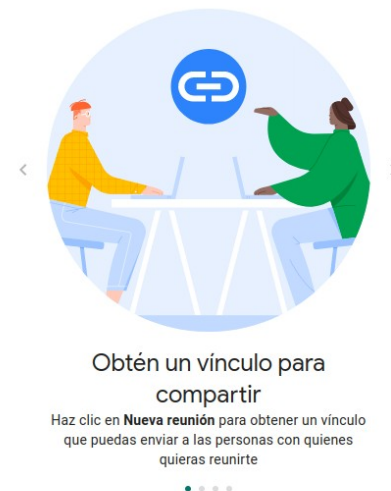 Obtén un vínculo para
compartir
Haz clic en Nueva reunión para obtener un vínculo
que puedas enviar a las personas con quienes
quieras reunirte